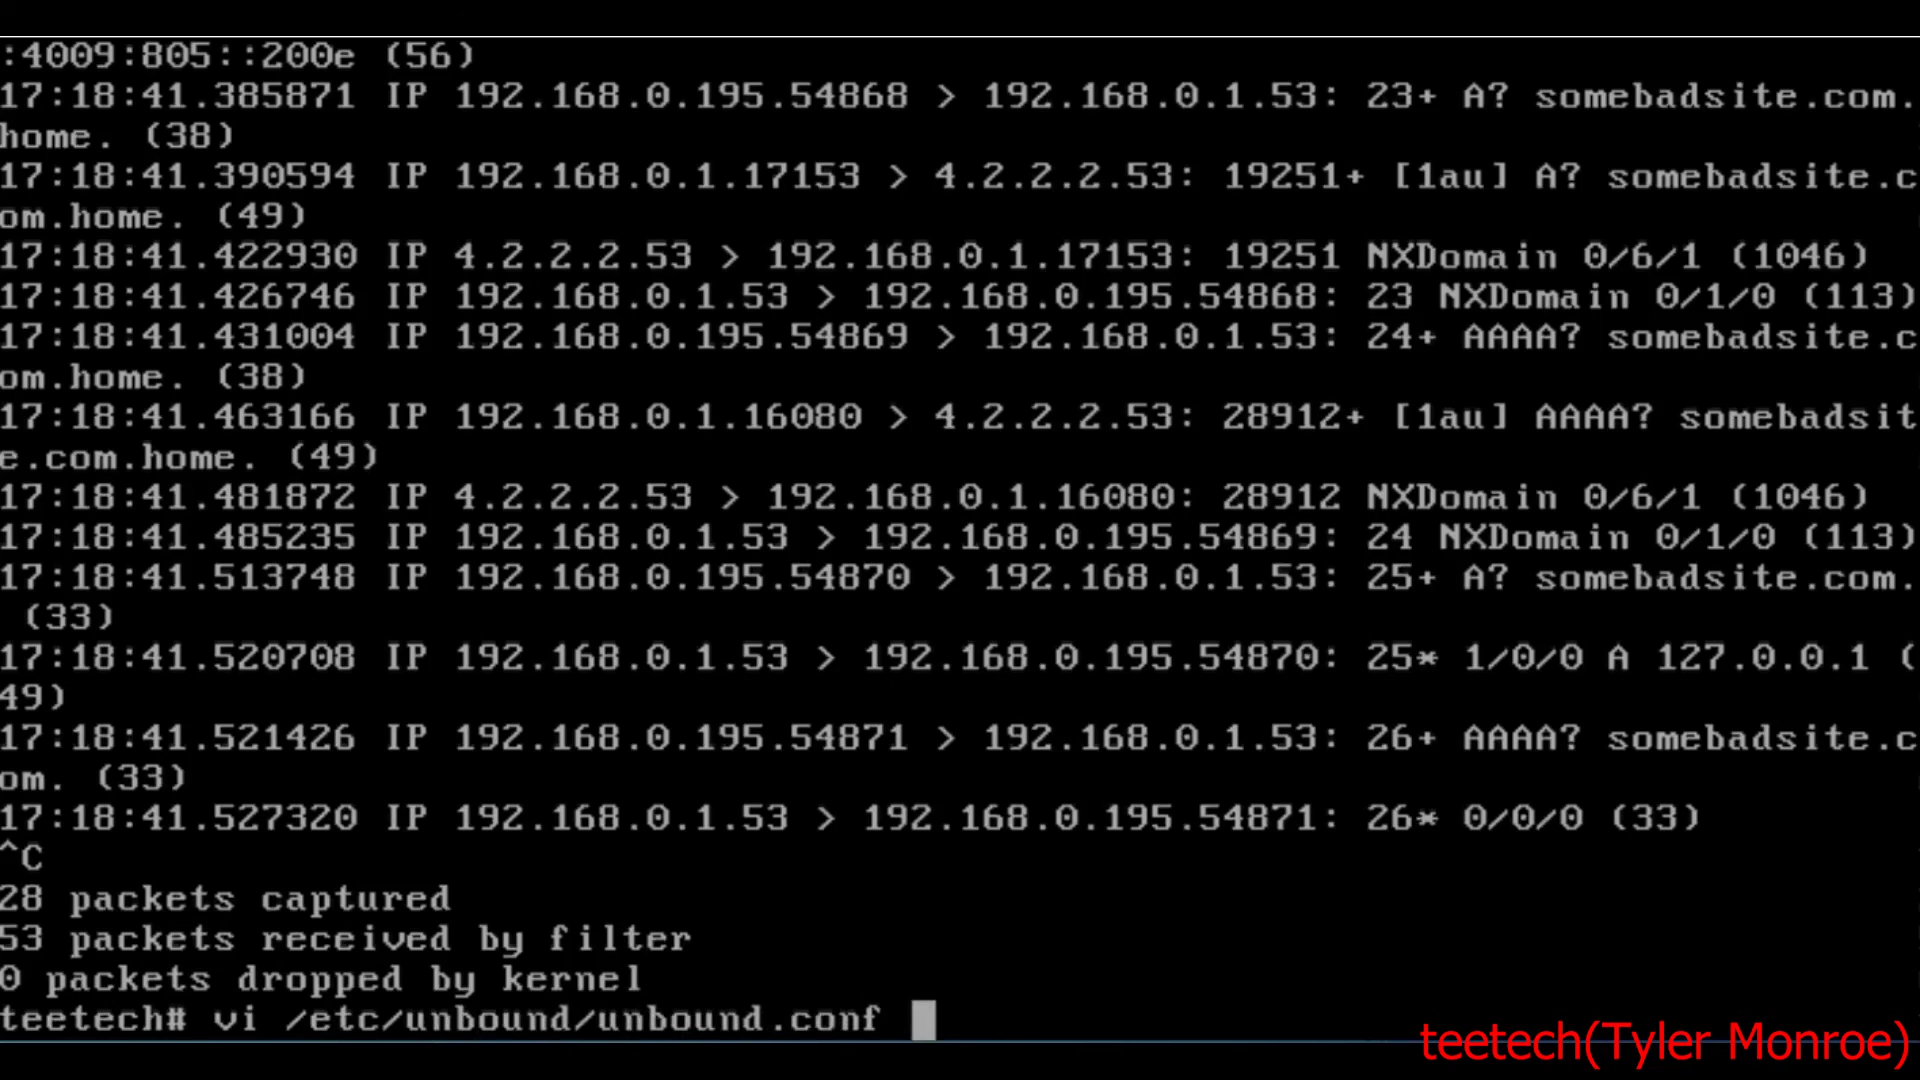 :4009:805::200e (56)
17:18:41.385871 IP 192.168.0.195.54868 > 192.168.0.1.53: 23+ A? somebadsite.com.
home. (38)
17:18:41.390594 IP 192.168.0.1.17153 > 4.2.2.2.53: 19251+ [1au] A? somebadsite.c
om.home. (49)
17:18:41.422930 IP 4.2.2.2.53 > 192.168.0.1.17153: 19251 NXDomain 0/6/1 (1046)
17:18:41.426746 IP 192.168.0.1.53 > 192.168.0.195.54868: 23 NXDomain 0/1/0 (113)
17:18:41.431004 IP 192.168.0.195.54869 > 192.168.0.1.53: 24+ AAAA? somebadsite.c
om.home. (38)
17:18:41.463166 IP 192.168.0.1.16080 > 4.2.2.2.53: 28912+ [1au] AAAA? somebadsit
e.com.home. (49)
17:18:41.481872 IP 4.2.2.2.53 > 192.168.0.1.16080: 28912 NXDomain 0/6/1 (1046)
17:18:41.485235 IP 192.168.0.1.53 > 192.168.0.195.54869: 24 NXDomain 0/1/0 (113)
17:18:41.513748 IP 192.168.0.195.54870 > 192.168.0.1.53: 25+ A? somebadsite.com.
 (33)
17:18:41.520708 IP 192.168.0.1.53 > 192.168.0.195.54870: 25* 1/0/0 A 127.0.0.1 (
49)
17:18:41.521426 IP 192.168.0.195.54871 > 192.168.0.1.53: 26+ AAAA? somebadsite.c
om. (33)
17:18:41.527320 IP 192.168.0.1.53 > 192.168.0.195.54871: 26* 0/0/0 (33)
^C
28 packets captured
53 packets received by filter
0 packets dropped by kernel
teetech# vi /etc/unbound/unbound.conf
teetech(Tyler Monroe)